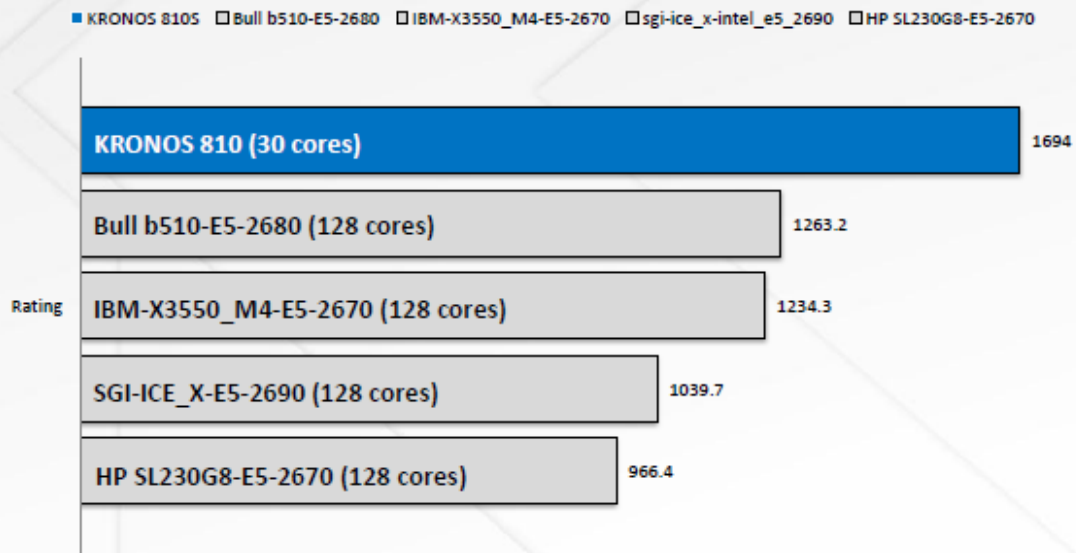 KRONOS 810S Bull b510-E5-2680 IBM-X3550_M4-E5-2670 sgi-ice_x-intel_e5_2690 HP SL230G8-E5-2670
KRONOS 810 (30 cores) 1694
Bull b510-E5-2680 (128 cores) 1263.2
Rating IBM-X3550_M4-E5-2670 (128 cores) 1234.3
SGI-ICE_X-E5-2690 (128 cores) 1039.7
HP SL230G8-E5-2670 (128 cores) 966.4